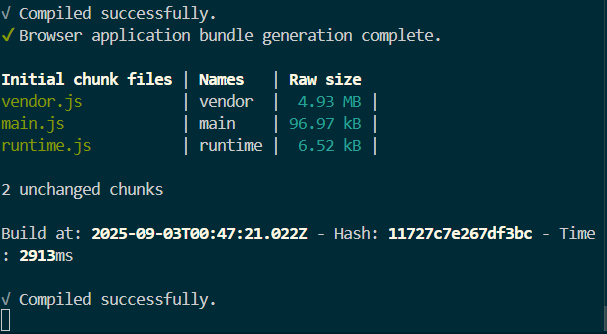 √ Compiled successfully.
✔ Browser application bundle generation complete.
Initial chunk files | Names   | Raw size
vendor.js           | vendor  |  4.93 MB |
main.js             | main    | 96.97 kB |
runtime.js          | runtime |  6.52 kB |
2 unchanged chunks
Build at: 2025-09-03T00:47:21.022Z - Hash: 11727c7e267df3bc - Time
: 2913ms
√ Compiled successfully.